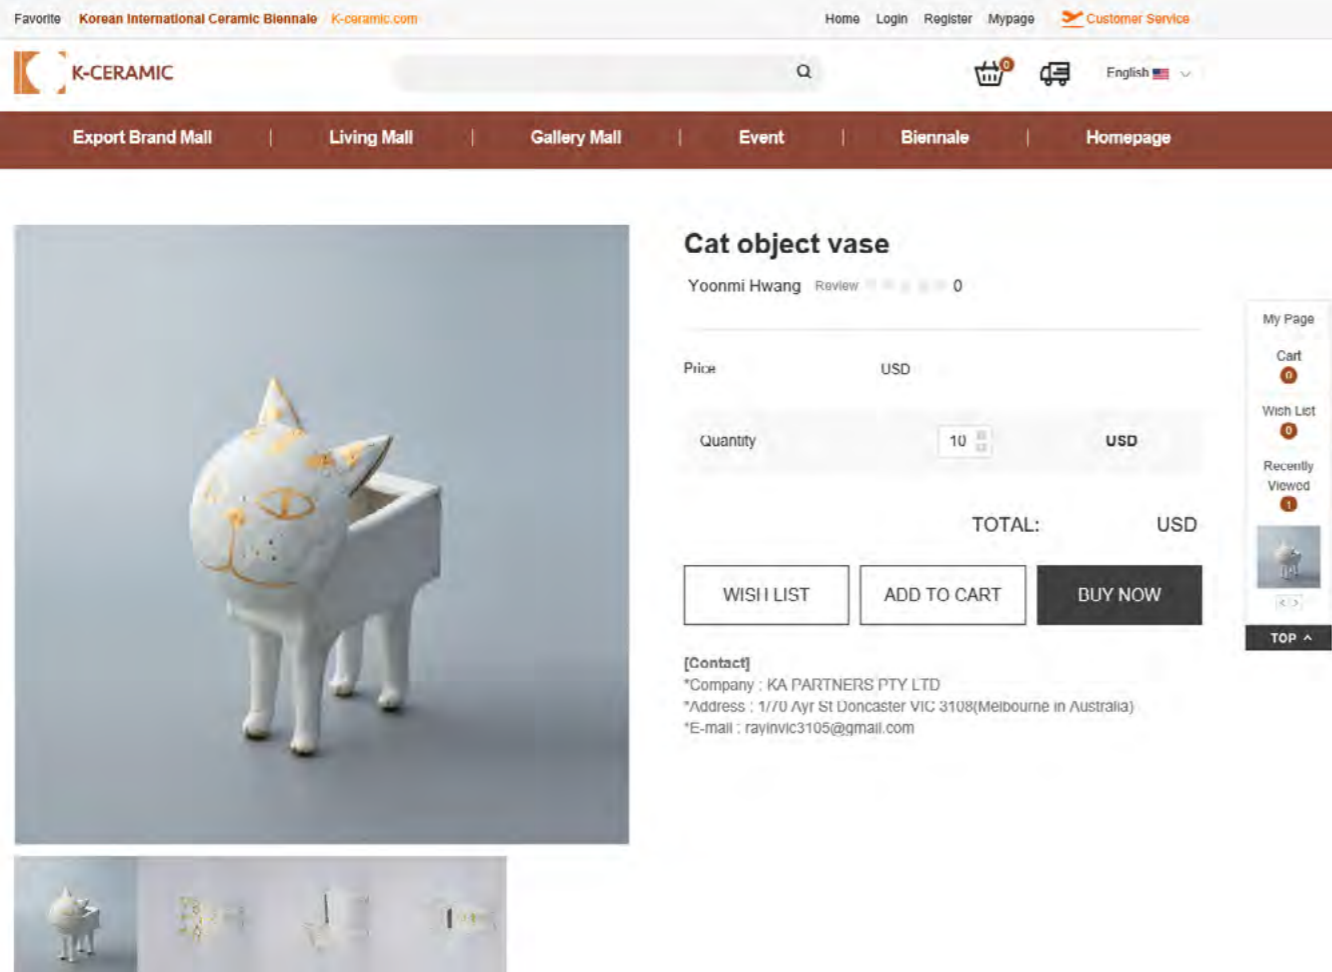 Favorite Korean International Ceramic Biennale K-ceramic.com Home Login Register Mypage Customer Service
K-CERAMIC 0 English
Export Brand Mall | Living Mall | Gallery Mall | Event | Biennale | Homepage
Cat object vase
Yoonmi Hwang Review 0
Price USD
Quantity 10 USD
TOTAL: USD
WISH LIST ADD TO CART BUY NOW
[Contact]
*Company : KA PARTNERS PTY LTD
*Address : 1/70 Ayr St Doncaster VIC 3108(Melbourne in Australia)
*E-mail : rayinvic3105@gmail.com
My Page
Cart
0
Wish List
0
Recently
Viewed
1
< >
TOP ^